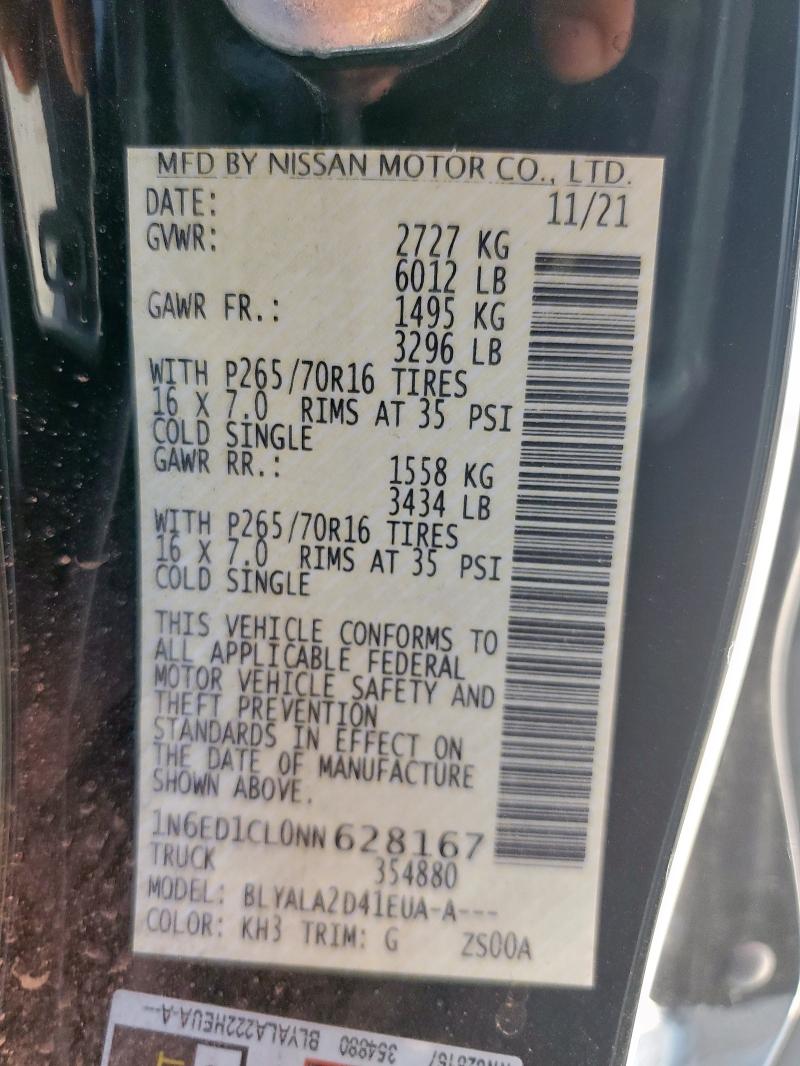 MFD BY NISSAN MOTOR CO., LTD.
DATE: 11/21
GVWR: 2727 KG
6012 LB
GAWR FR.: 1495 KG
3296 LB
WITH P265/70R16 TIRES
16 X 7.0 RIMS AT 35 PSI
COLD SINGLE
GAWR RR.: 1558 KG
3434 LB
WITH P265/70R16 TIRES
16 X 7.0 RIMS AT 35 PSI
COLD SINGLE
THIS VEHICLE CONFORMS TO
ALL APPLICABLE FEDERAL
MOTOR VEHICLE SAFETY AND
THEFT PREVENTION
STANDARDS IN EFFECT ON
THE DATE OF MANUFACTURE
SHOWN ABOVE.
1N6ED1CL0NN628167
TRUCK 354880
MODEL: BLYALA2D41EUA-A---
COLOR: KH3 TRIM: G ZS00A
354880 BLYALA222HEUA-A---